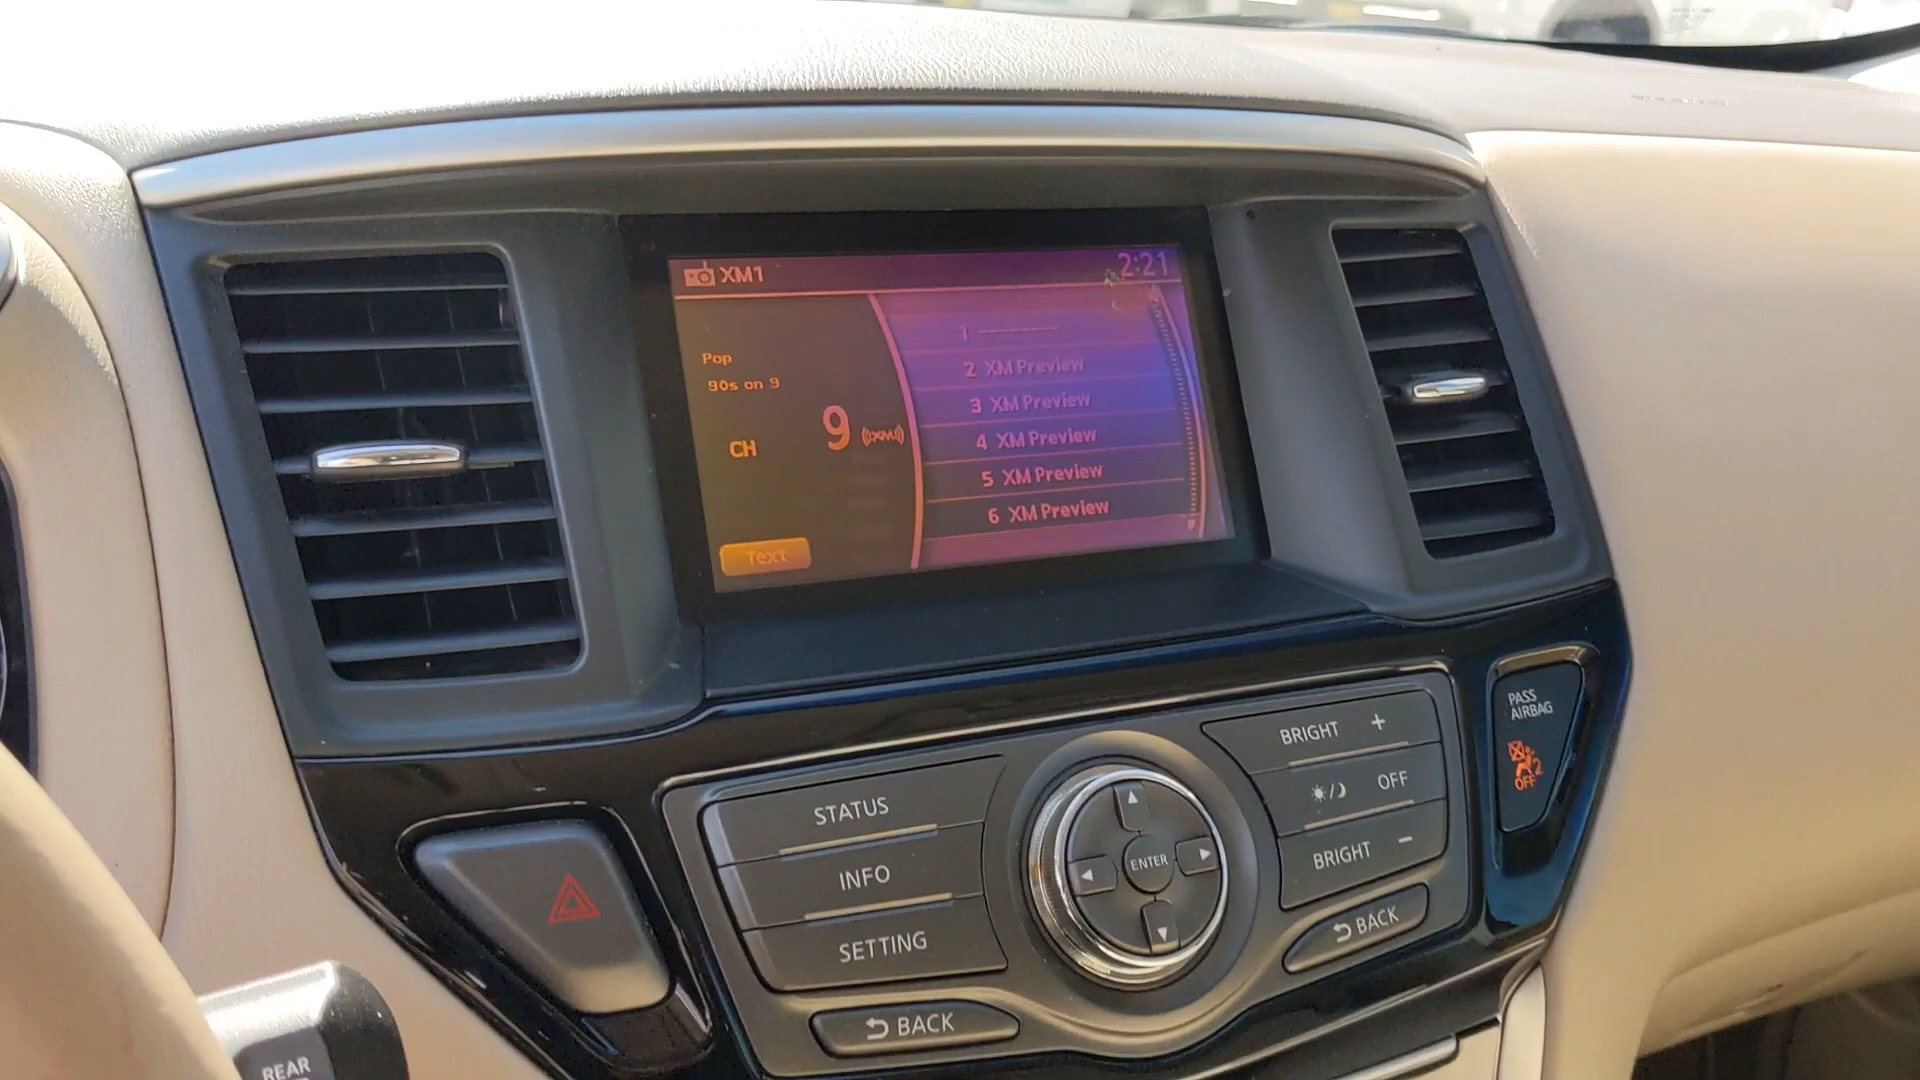 XM1
2:21
Pop
90s on 9
CH 9 ((XM))
Text
1 --------
2 XM Preview
3 XM Preview
4 XM Preview
5 XM Preview
6 XM Preview
STATUS
INFO
SETTING
BACK
ENTER
BRIGHT +
OFF
BRIGHT -
BACK
PASS
AIRBAG
2
OFF
REAR